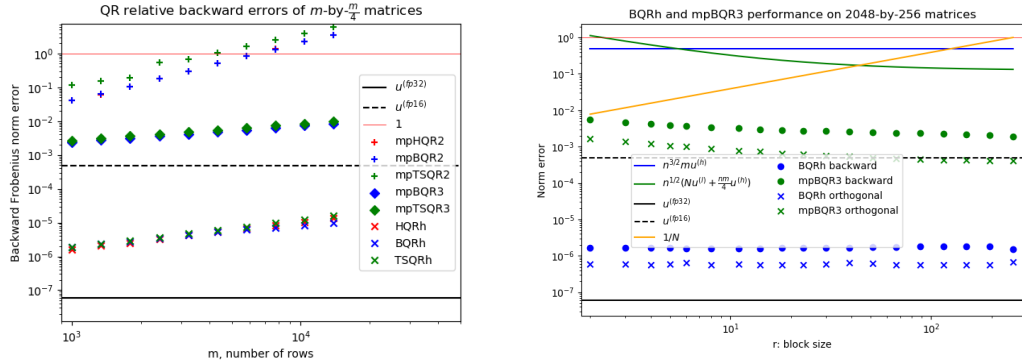 QR relative backward errors of m-by-m/4 matrices
Backward Frobenius norm error
10^1
10^0
10^-1
10^-2
10^-3
10^-4
10^-5
10^-6
10^-7
u^(fp32)
u^(fp16)
1
mpHQR2
mpBQR2
mpTSQR2
mpBQR3
mpTSQR3
HQRh
BQRh
TSQRh
10^3
10^4
m, number of rows
BQRh and mpBQR3 performance on 2048-by-256 matrices
Norm error
10^0
10^-1
10^-2
10^-3
10^-4
10^-5
10^-6
10^-7
n^3/2 mu^(h)
n^1/2(Nu^(l) + nm/4 u^(h))
u^(fp32)
u^(fp16)
1/N
BQRh backward
mpBQR3 backward
BQRh orthogonal
mpBQR3 orthogonal
10^1
10^2
r: block size